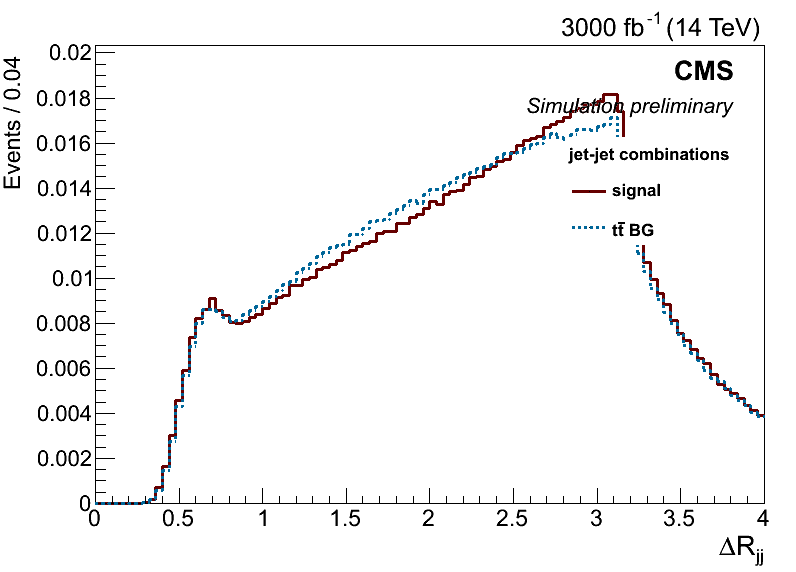 3000 fb⁻¹ (14 TeV)
CMS
Simulation preliminary
Events / 0.04
0.02
0.018
0.016
0.014
0.012
0.01
0.008
0.006
0.004
0.002
0
jet-jet combinations
signal
tt̄ BG
0 0.5 1 1.5 2 2.5 3 3.5 4
ΔRjj